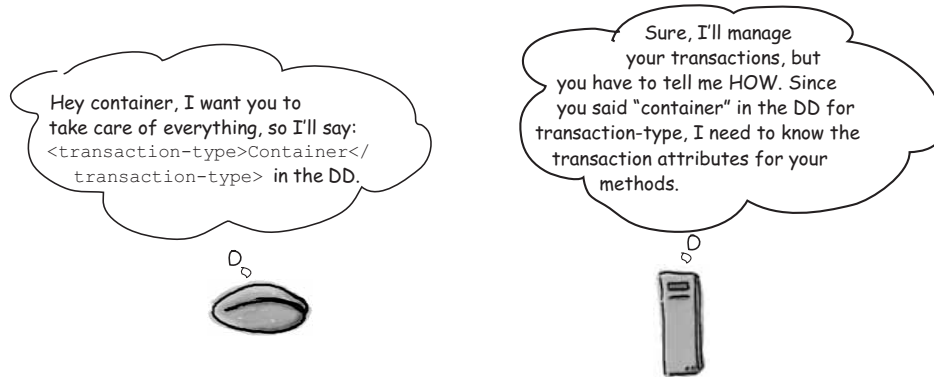 Hey container, I want you to
take care of everything, so I'll say:
<transaction-type>Container</
transaction-type> in the DD.
Sure, I'll manage
your transactions, but
you have to tell me HOW. Since
you said “container” in the DD for
transaction-type, I need to know the
transaction attributes for your
methods.